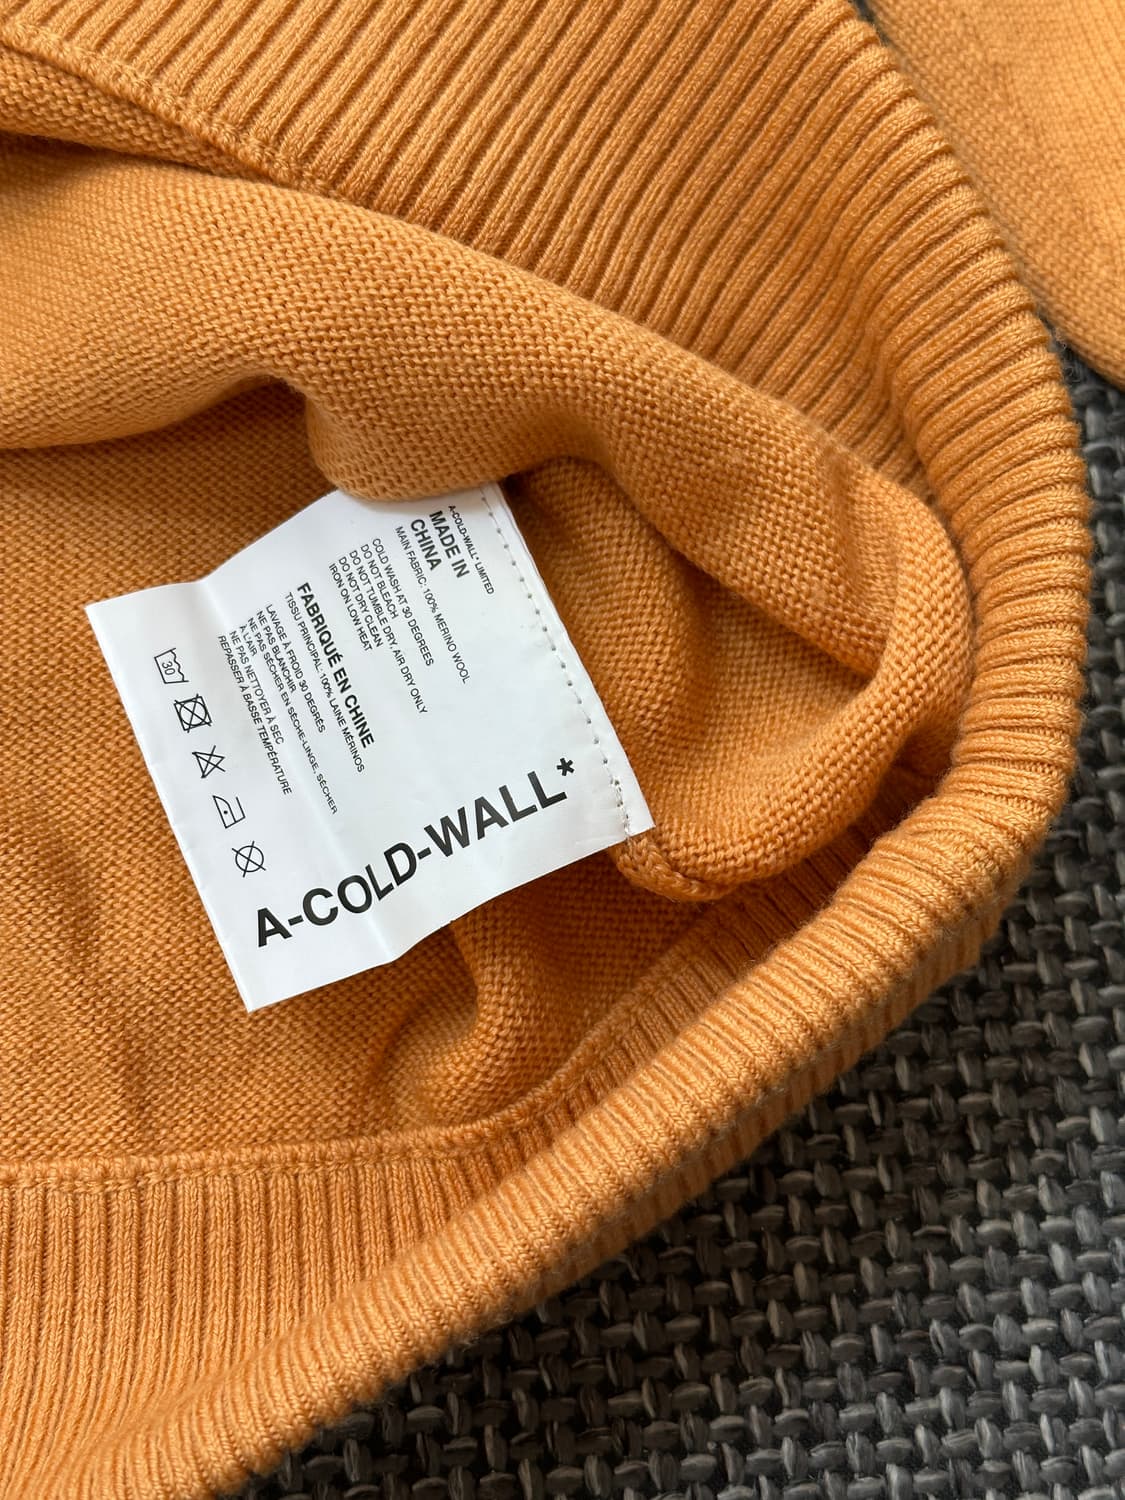 A-COLD-WALL* LIMITED
MADE IN
CHINA
MAIN FABRIC: 100% MERINO WOOL
COLD WASH AT 30 DEGREES
DO NOT BLEACH
DO NOT TUMBLE DRY, AIR DRY ONLY
DO NOT DRY CLEAN
IRON ON LOW HEAT
FABRIQUÉ EN CHINE
TISSU PRINCIPAL: 100% LAINE MÉRINOS
LAVAGE À FROID 30 DEGRÉS
NE PAS BLANCHIR
NE PAS SÉCHER EN SÈCHE-LINGE, SÉCHER
À L'AIR
NE PAS NETTOYER À SEC
REPASSER À BASSE TEMPÉRATURE
30
A-COLD-WALL*